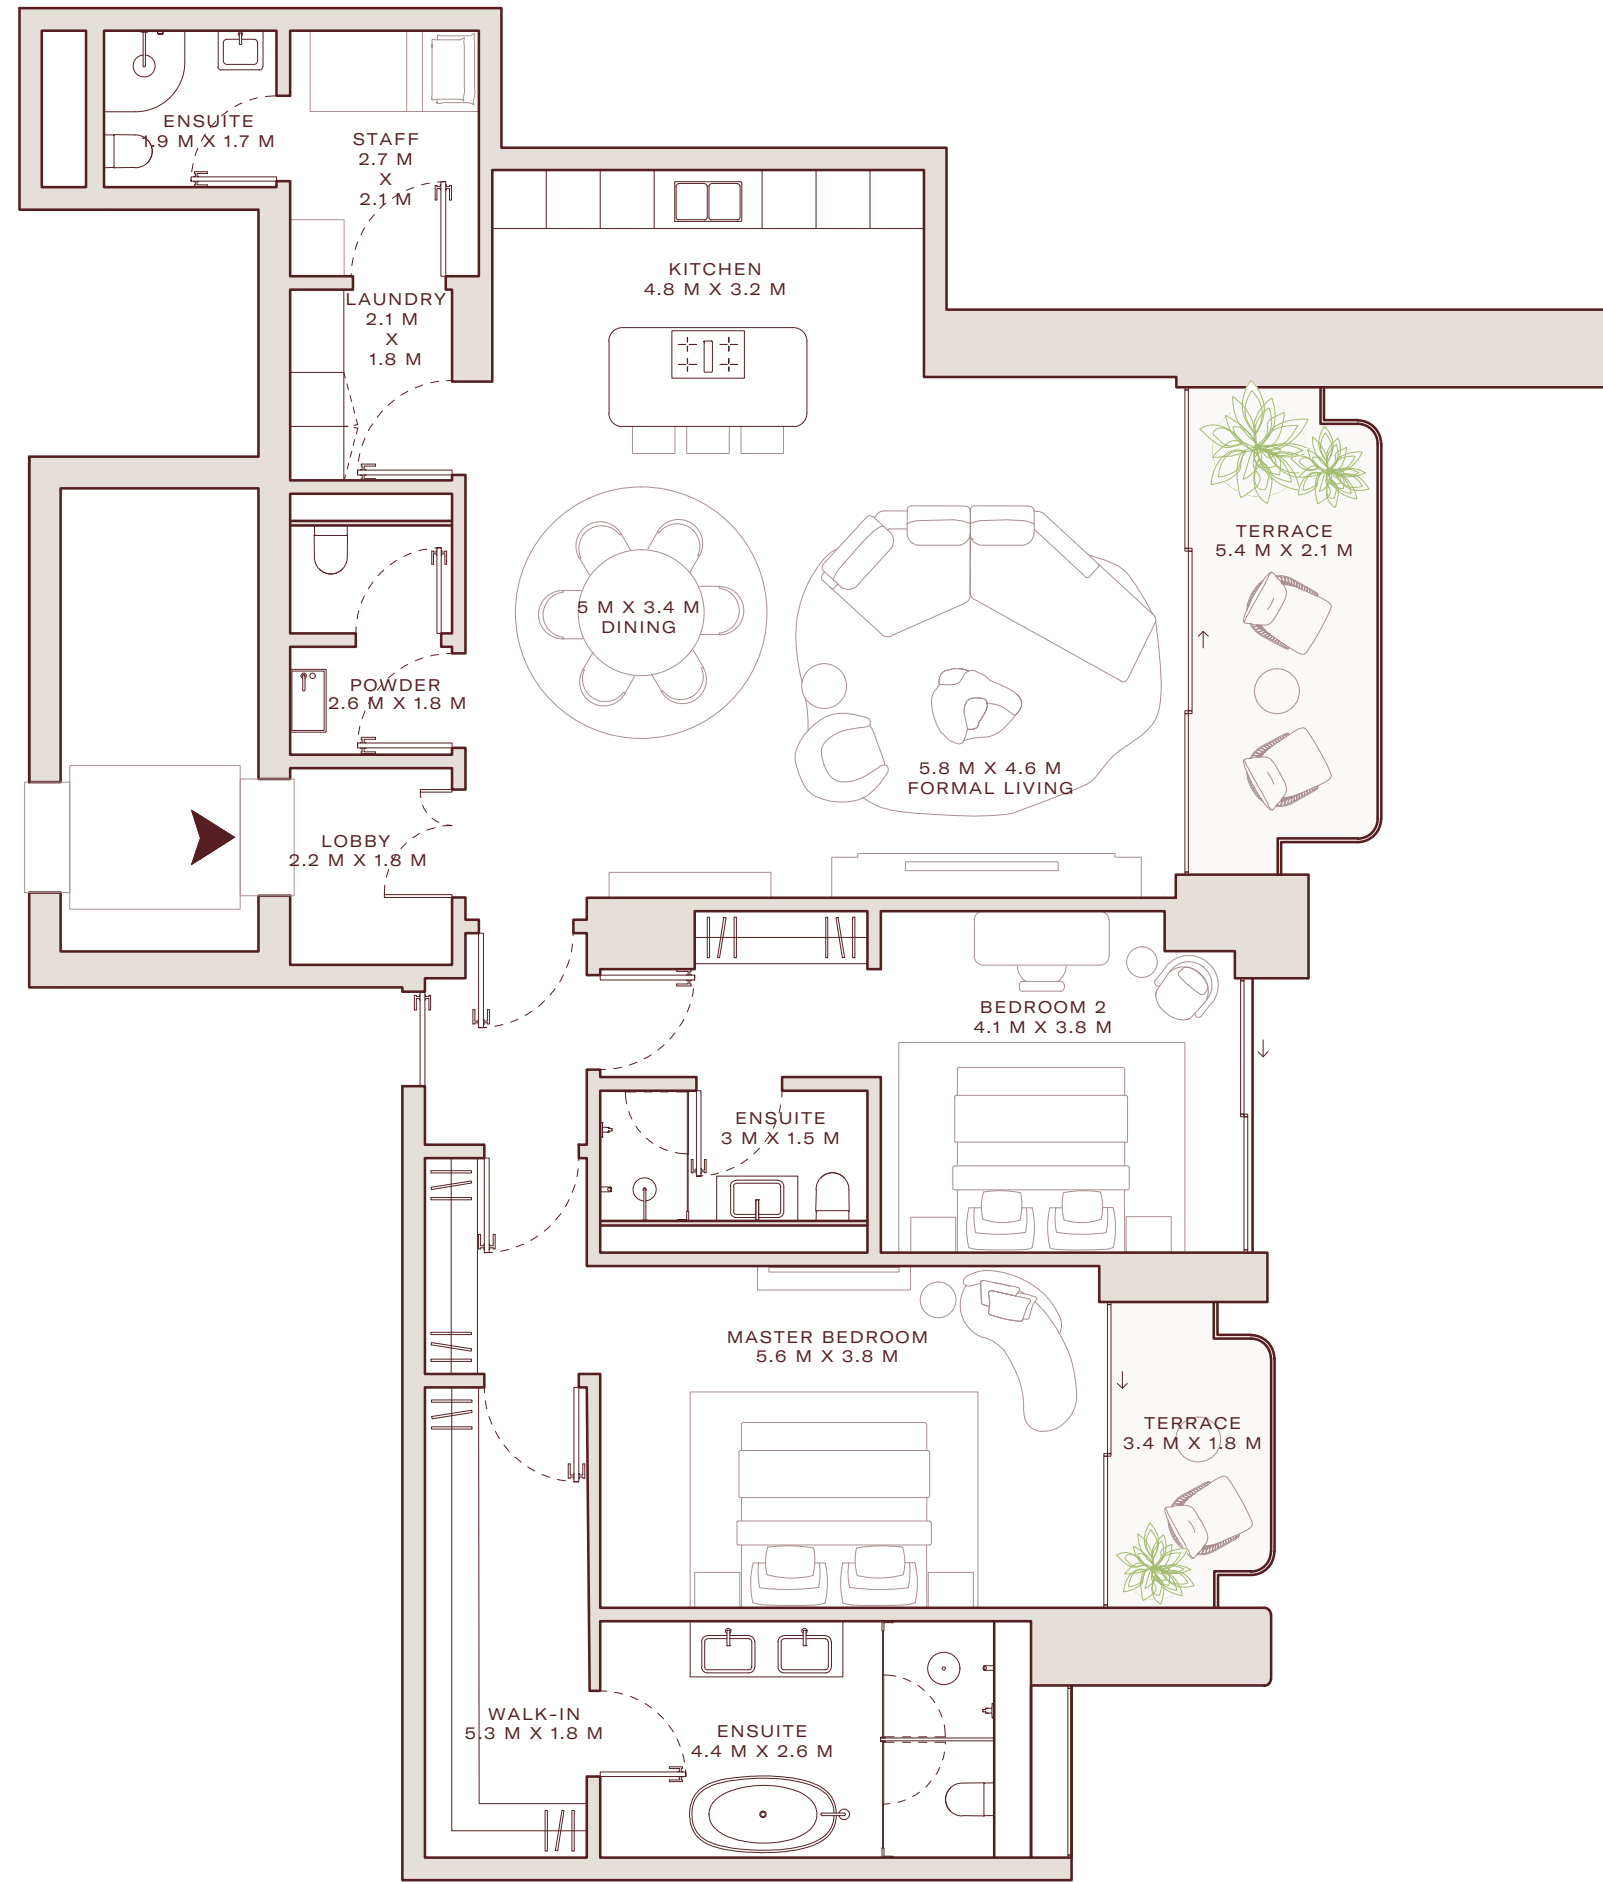 ENSUITE
1.9 M X 1.7 M
STAFF
2.7 M
X
2.1 M
KITCHEN
4.8 M X 3.2 M
LAUNDRY
2.1 M
X
1.8 M
TERRACE
5.4 M X 2.1 M
5 M X 3.4 M
DINING
POWDER
2.6 M X 1.8 M
5.8 M X 4.6 M
FORMAL LIVING
LOBBY
2.2 M X 1.8 M
BEDROOM 2
4.1 M X 3.8 M
ENSUITE
3 M X 1.5 M
MASTER BEDROOM
5.6 M X 3.8 M
TERRACE
3.4 M X 1.8 M
WALK-IN
5.3 M X 1.8 M
ENSUITE
4.4 M X 2.6 M